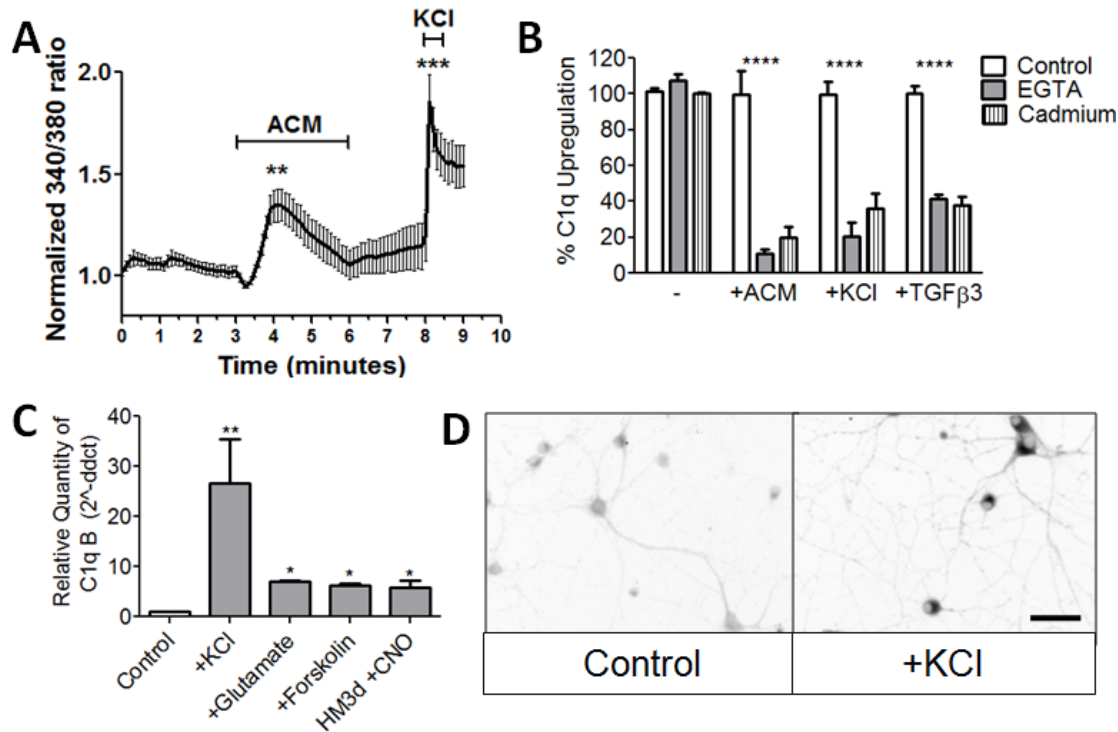 A
KCl
***
ACM
**
Normalized 340/380 ratio
2.0
1.5
1.0
0 1 2 3 4 5 6 7 8 9 10
Time (minutes)
B
% C1q Upregulation
120
100
80
60
40
20
0
**** **** ****
- +ACM +KCl +TGFβ3
Control
EGTA
Cadmium
C
Relative Quantity of
C1q B (2^-ddct)
40
30
20
10
0
**
*
*
*
Control
+KCl
+Glutamate
+Forskolin
HM3d +CNO
D
Control
+KCl